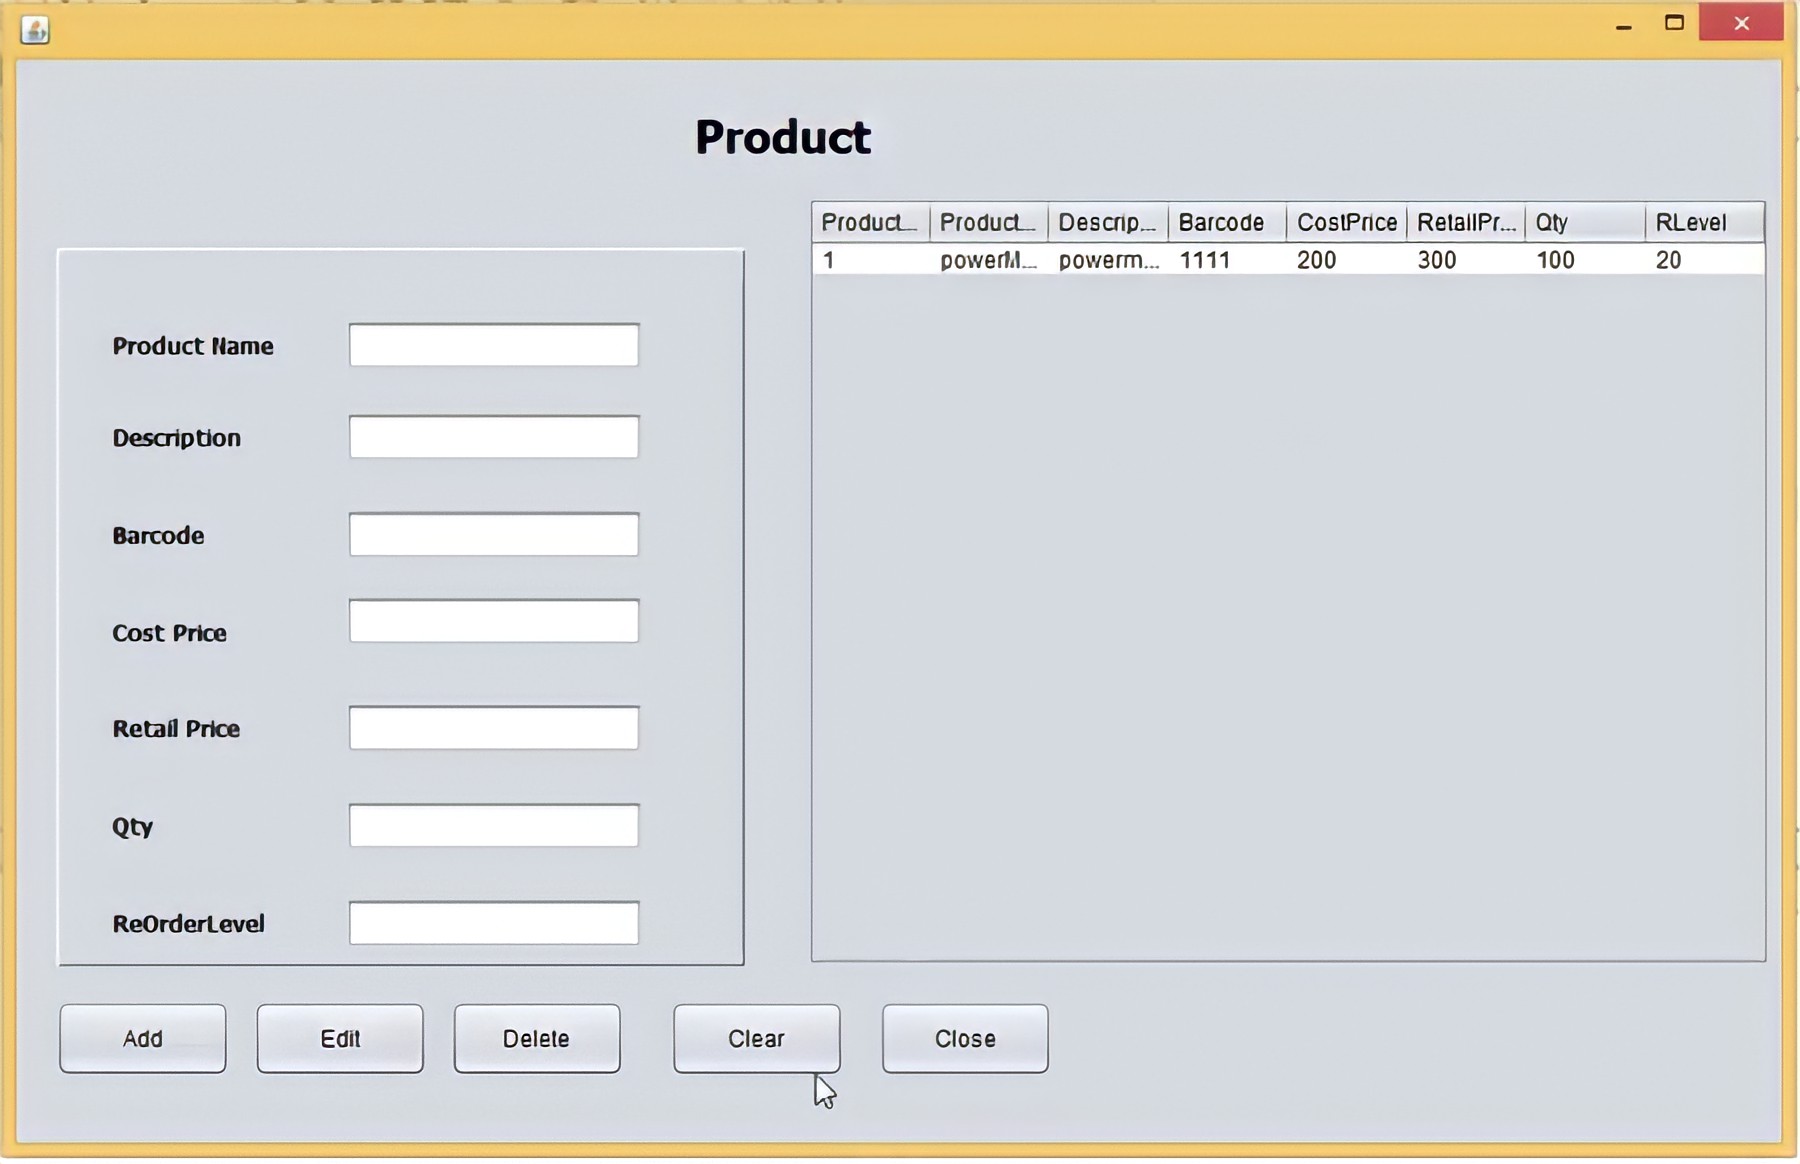 Product
Product... Product... Descrip... Barcode CostPrice RetailPr... Qty RLevel
1 powerM... powerm... 1111 200 300 100 20
Product Name
Description
Barcode
Cost Price
Retail Price
Qty
ReOrderLevel
Add Edit Delete Clear Close